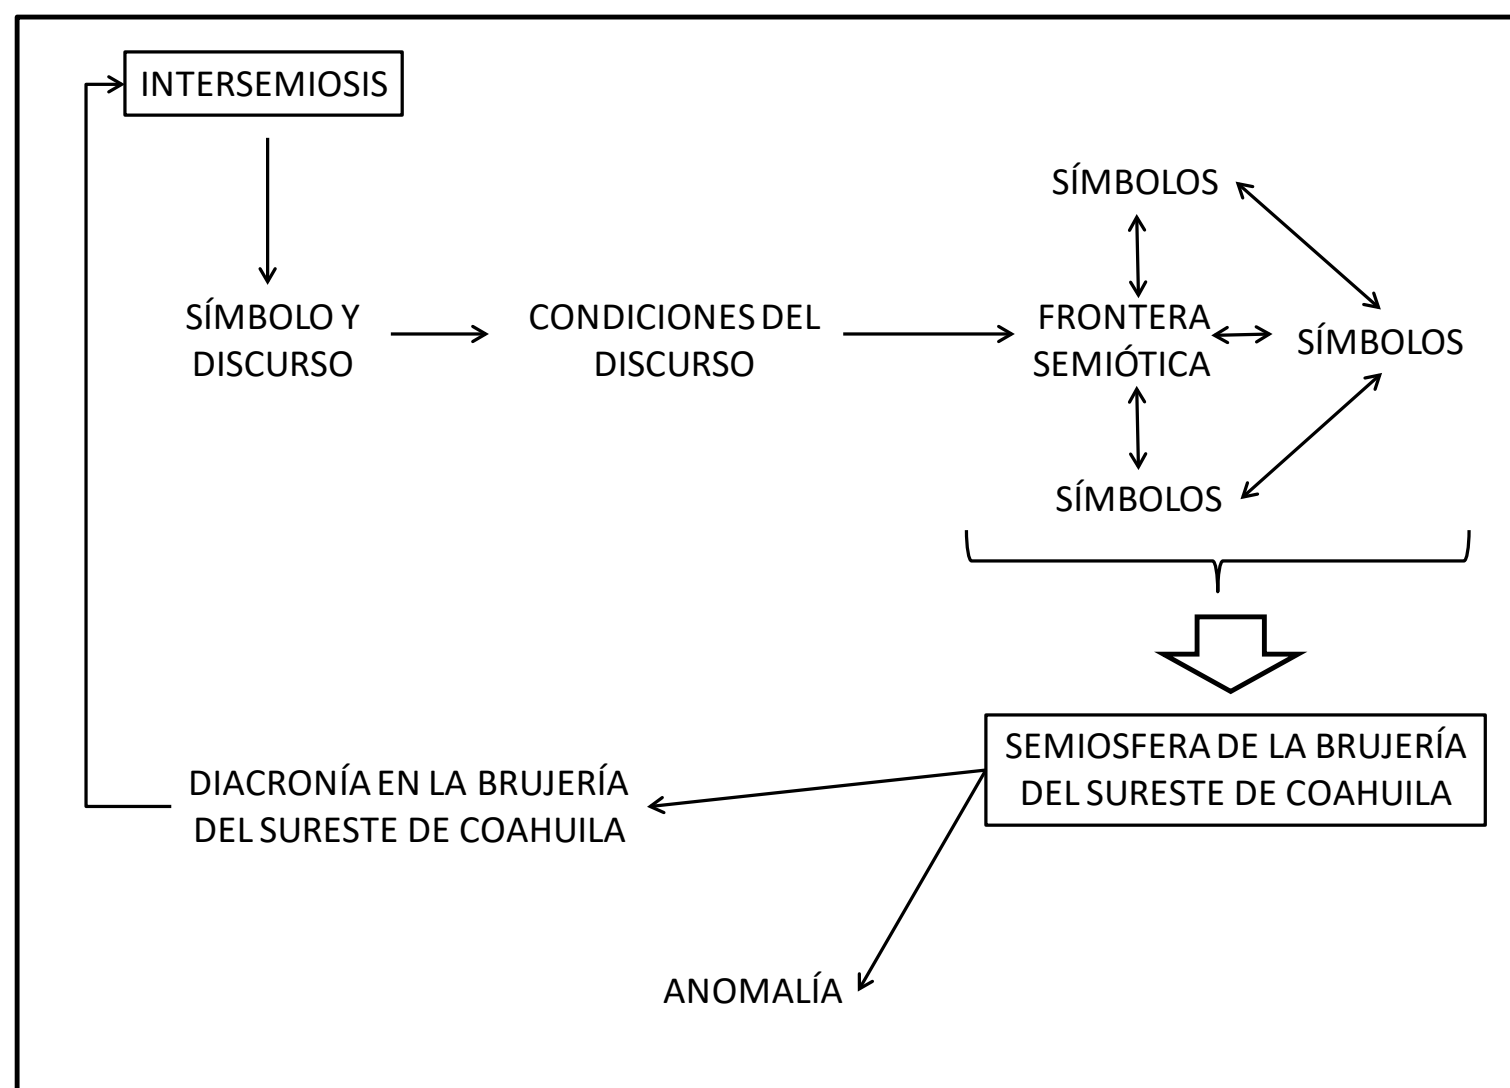 INTERSEMIOSIS
SÍMBOLOS
SÍMBOLO Y
DISCURSO
CONDICIONES DEL
DISCURSO
FRONTERA
SEMIÓTICA
SÍMBOLOS
SÍMBOLOS
SEMIOSFERA DE LA BRUJERÍA
DEL SURESTE DE COAHUILA
DIACRONÍA EN LA BRUJERÍA
DEL SURESTE DE COAHUILA
ANOMALÍA